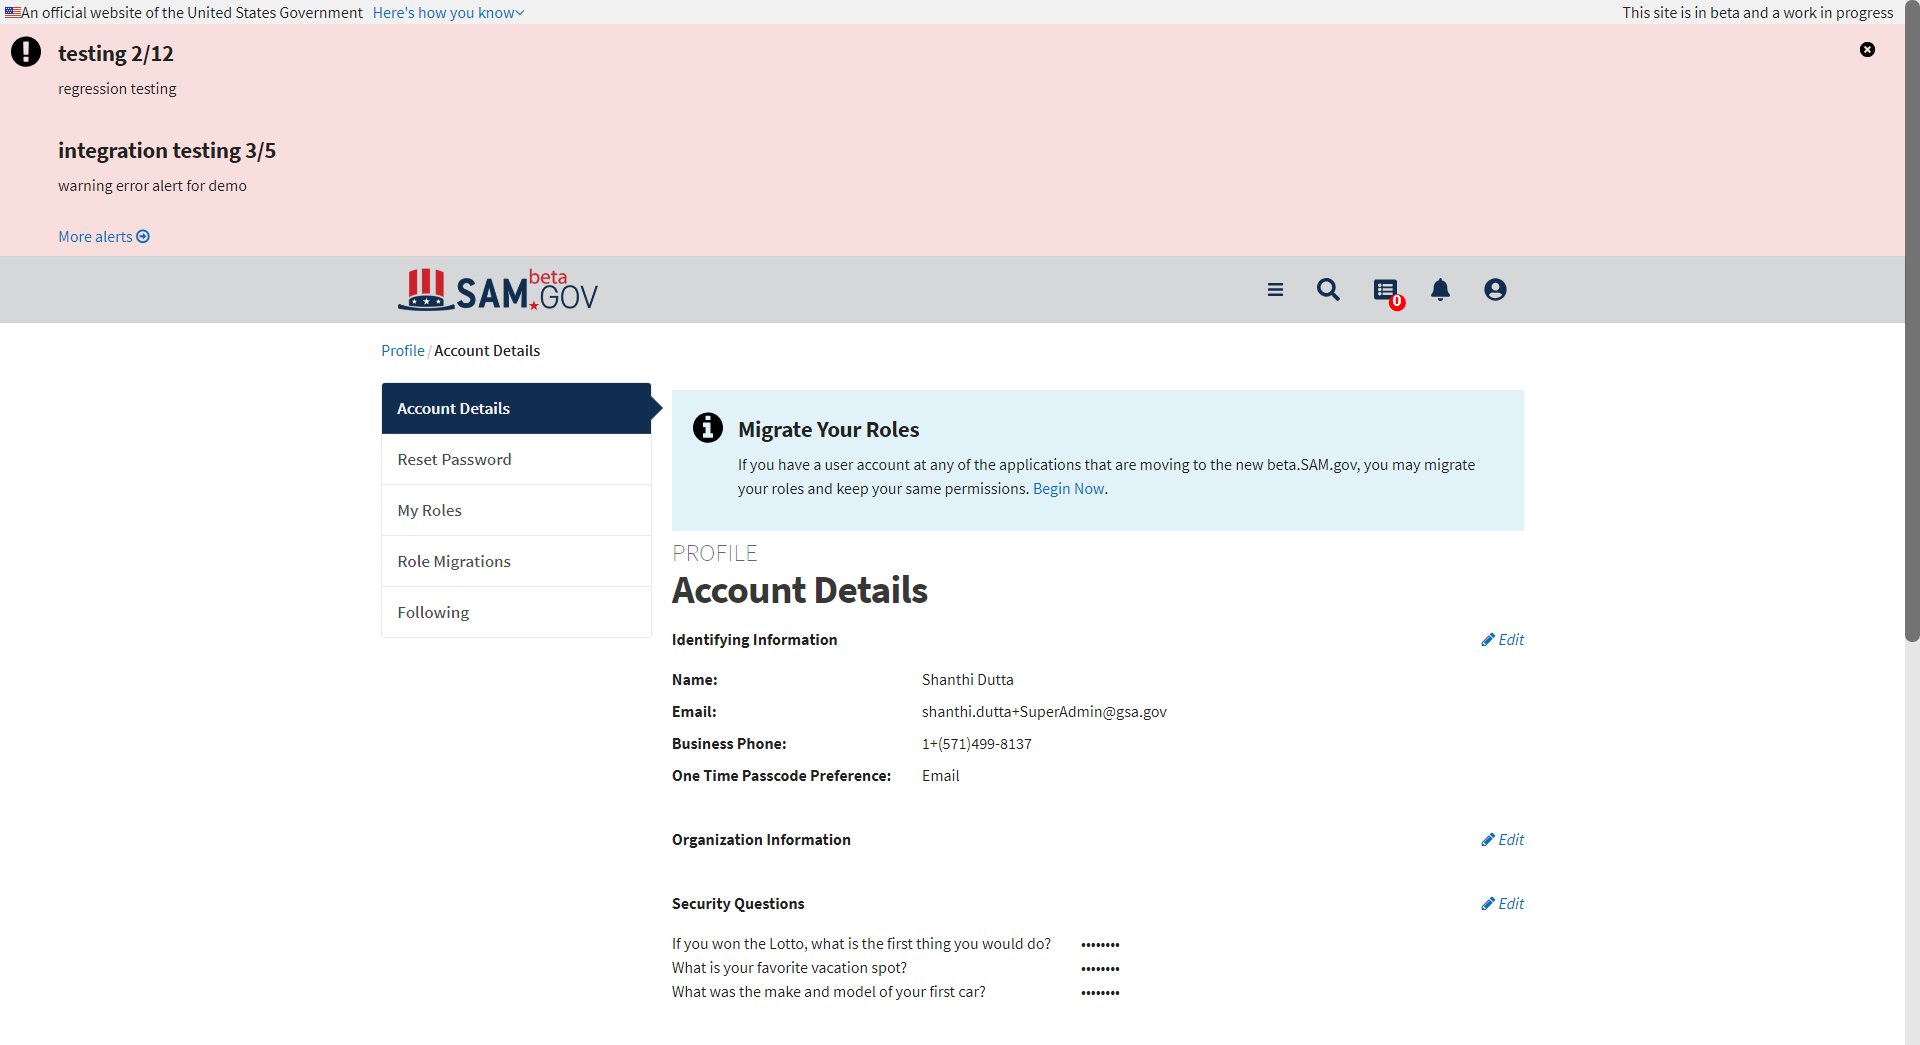 An official website of the United States Government Here's how you know
This site is in beta and a work in progress
testing 2/12
regression testing
integration testing 3/5
warning error alert for demo
More alerts
SAM beta .GOV
0
Profile / Account Details
Account Details
Reset Password
My Roles
Role Migrations
Following
Migrate Your Roles
If you have a user account at any of the applications that are moving to the new beta.SAM.gov, you may migrate
your roles and keep your same permissions. Begin Now.
PROFILE
Account Details
Identifying Information Edit
Name: Shanthi Dutta
Email: shanthi.dutta+SuperAdmin@gsa.gov
Business Phone: 1+(571)499-8137
One Time Passcode Preference: Email
Organization Information Edit
Security Questions Edit
If you won the Lotto, what is the first thing you would do? ••••••••
What is your favorite vacation spot? ••••••••
What was the make and model of your first car? ••••••••